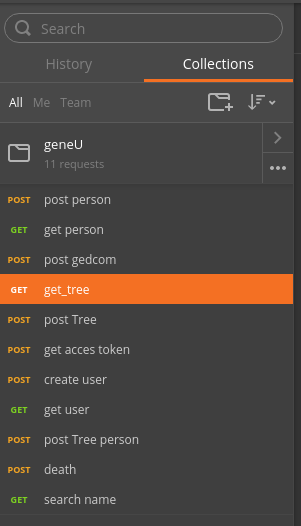 Search
History Collections
All Me Team
geneU
11 requests
POST post person
GET get person
POST post gedcom
GET get_tree
POST post Tree
POST get acces token
POST create user
GET get user
POST post Tree person
POST death
GET search name